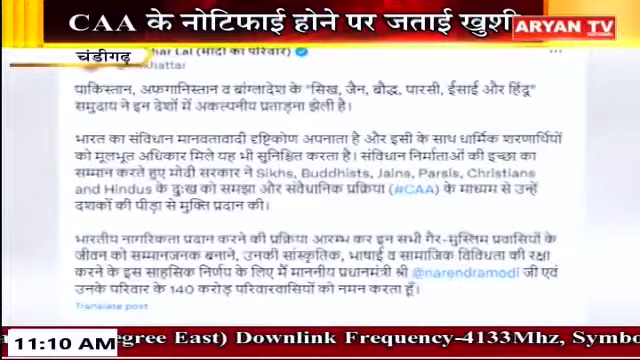 CAA के नोटिफाई होने पर जताई खुशी
ARYAN TV
चंडीगढ़
har Lal (मोदी का परिवार)
khattar
पाकिस्तान, अफगानिस्तान व बांग्लादेश के "सिख, जैन, बौद्ध, पारसी, ईसाई और हिंदू"
समुदाय ने इन देशों में अकल्पनीय प्रताड़ना झेली है।
भारत का संविधान मानवतावादी दृष्टिकोण अपनाता है और इसी के साथ धार्मिक शरणार्थियों
को मूलभूत अधिकार मिले यह भी सुनिश्चित करता है। संविधान निर्माताओं की इच्छा का
सम्मान करते हुए मोदी सरकार ने Sikhs, Buddhists, Jains, Parsis, Christians
and Hindus के दुःख को समझा और संवैधानिक प्रक्रिया (#CAA) के माध्यम से उन्हें
दशकों की पीड़ा से मुक्ति प्रदान की।
भारतीय नागरिकता प्रदान करने की प्रक्रिया आरम्भ कर इन सभी गैर-मुस्लिम प्रवासियों के
जीवन को सम्मानजनक बनाने, उनकी सांस्कृतिक, भाषाई व सामाजिक विविधता की रक्षा
करने के इस साहसिक निर्णय के लिए मैं माननीय प्रधानमंत्री श्री @narendramodi जी एवं
उनके परिवार के 140 करोड़ परिवारवासियों को नमन करता हूँ।
Translate post
11:10 AM
egree East) Downlink Frequency-4133Mhz, Symbo